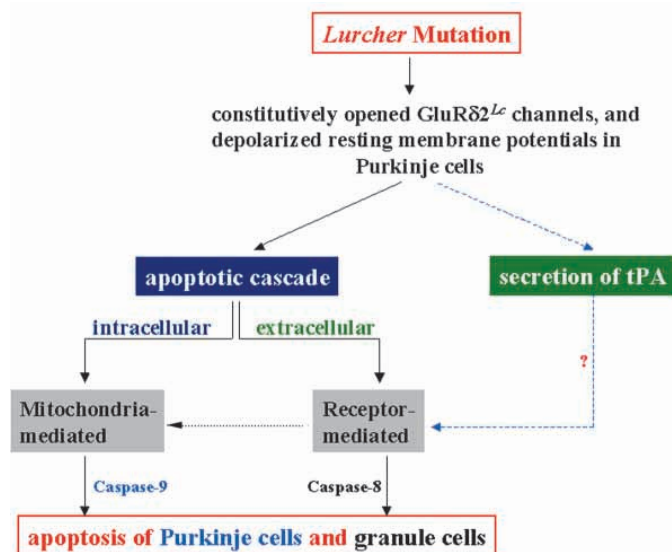 Lurcher Mutation
constitutively opened GluRδ2Lc channels, and
depolarized resting membrane potentials in
Purkinje cells
apoptotic cascade
secretion of tPA
intracellular
extracellular
?
Mitochondria-
mediated
Receptor-
mediated
Caspase-9
Caspase-8
apoptosis of Purkinje cells and granule cells